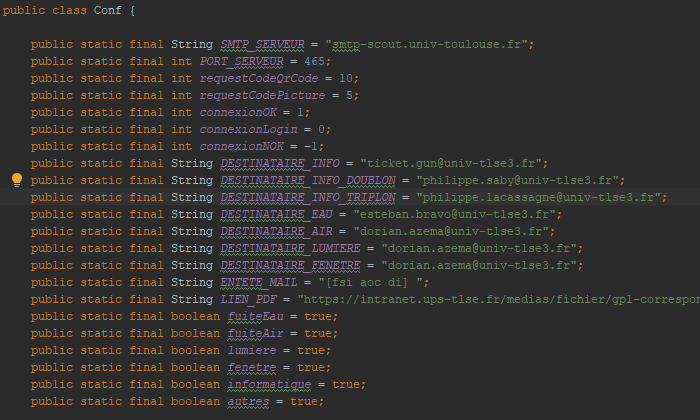 public class Conf {
public static final String SMTP_SERVEUR = "smtp-scout.univ-toulouse.fr";
public static final int PORT_SERVEUR = 465;
public static final int requestCodeQrCode = 10;
public static final int requestCodePicture = 5;
public static final int connexionOK = 1;
public static final int connexionLogin = 0;
public static final int connexionNOK = -1;
public static final String DESTINATAIRE_INFO = "ticket.gun@univ-tlse3.fr";
public static final String DESTINATAIRE_INFO_DOUBLON = "philippe.saby@univ-tlse3.fr";
public static final String DESTINATAIRE_INFO_TRIPLON = "philippe.lacassagne@univ-tlse3.fr";
public static final String DESTINATAIRE_EAU = "esteban.bravo@univ-tlse3.fr";
public static final String DESTINATAIRE_AIR = "dorian.azema@univ-tlse3.fr";
public static final String DESTINATAIRE_LUMIERE = "dorian.azema@univ-tlse3.fr";
public static final String DESTINATAIRE_FENETRE = "dorian.azema@univ-tlse3.fr";
public static final String ENTETE_MAIL = "[fsi aoc di] ";
public static final String LIEN_PDF = "https://intranet.ups-tlse.fr/medias/fichier/gpl-correspon
public static final boolean fuiteEau = true;
public static final boolean fuiteAir = true;
public static final boolean lumiere = true;
public static final boolean fenetre = true;
public static final boolean informatique = true;
public static final boolean autres = true;